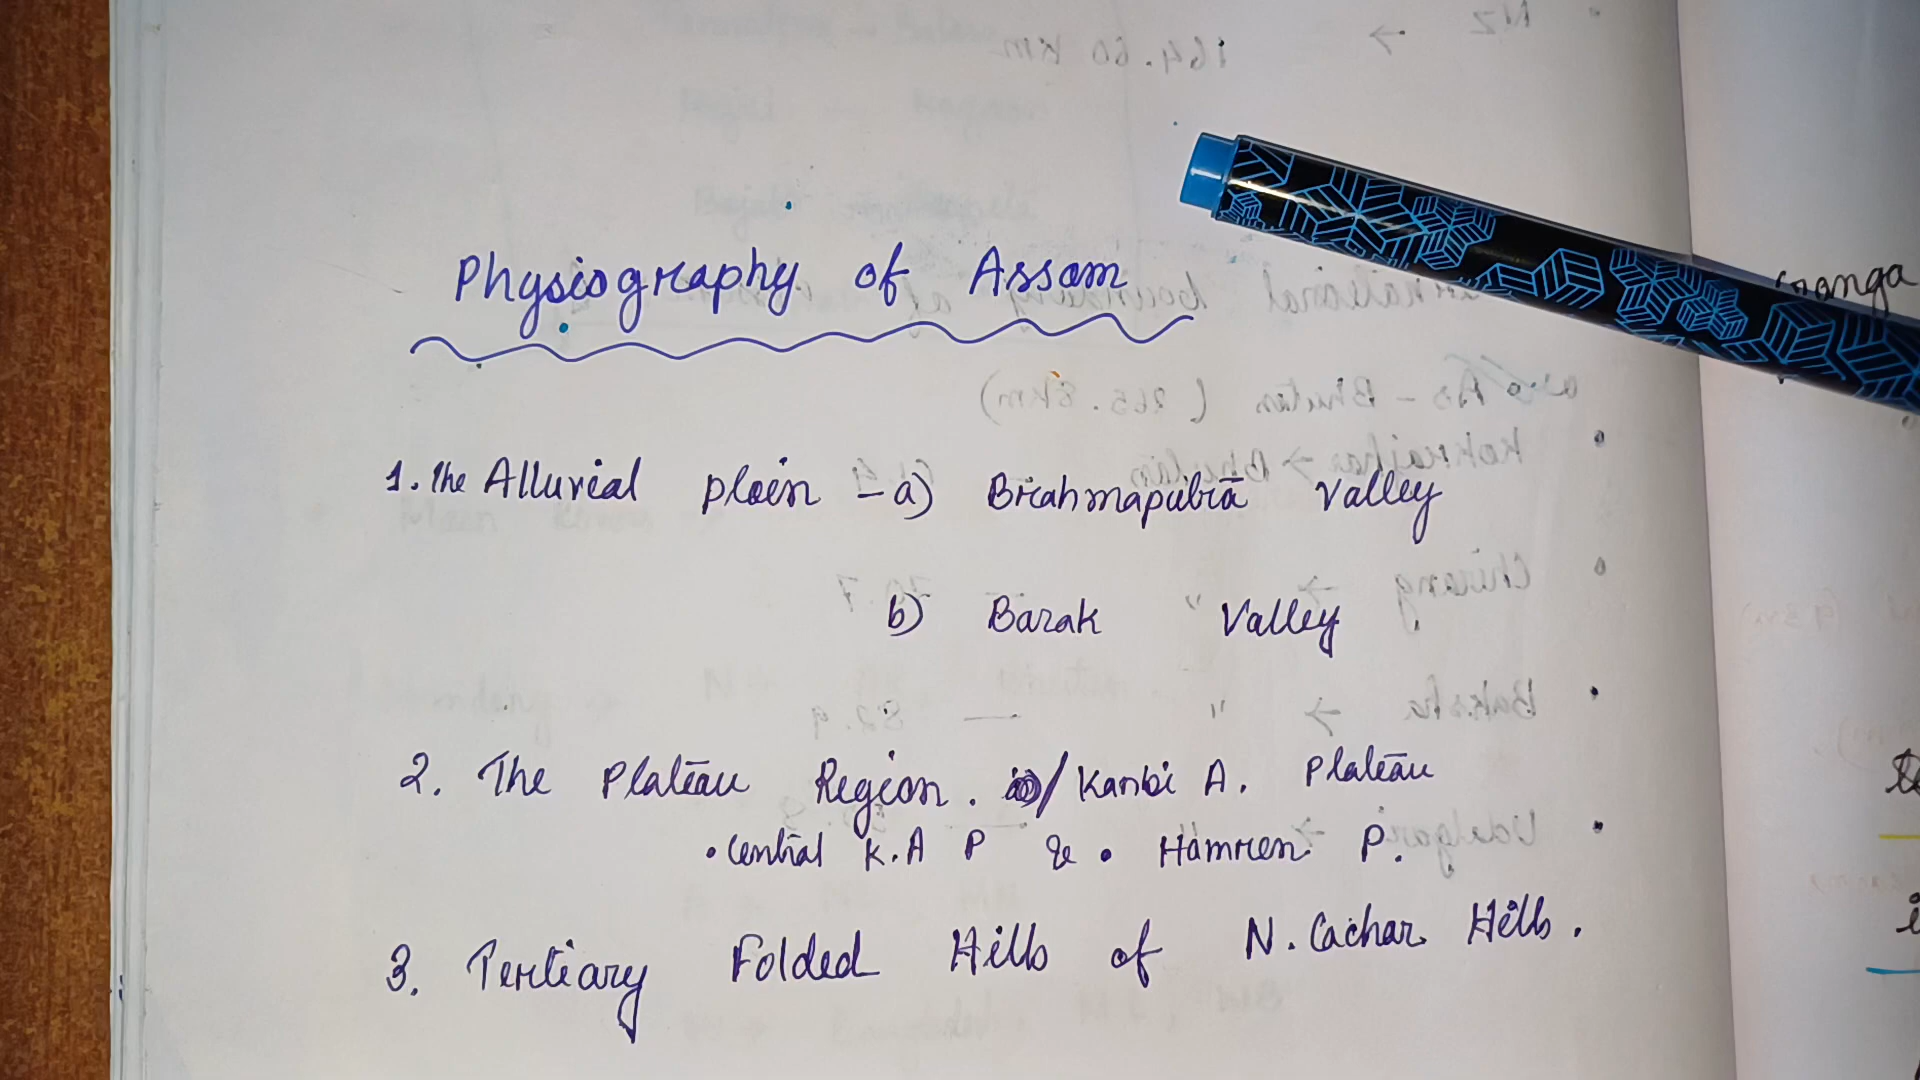 Physiography of Assam
1. The Alluvial plain – a) Brahmaputra Valley
b) Barak Valley
2. The Plateau Region. / Karbi A. Plateau
• Central K.A P & • Hamren P.
3. Tertiary Folded Hills of N. Cachar Hills.